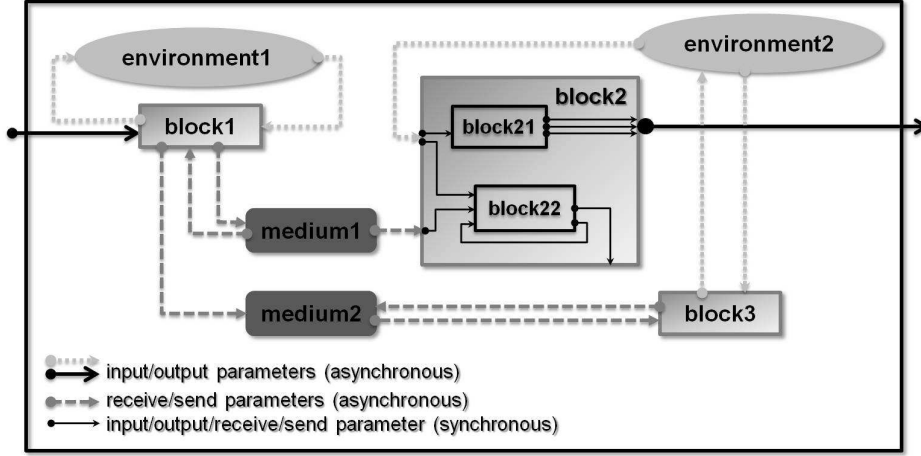 environment1
environment2
block1
block2
block21
block22
medium1
medium2
block3
input/output parameters (asynchronous)
receive/send parameters (asynchronous)
input/output/receive/send parameter (synchronous)